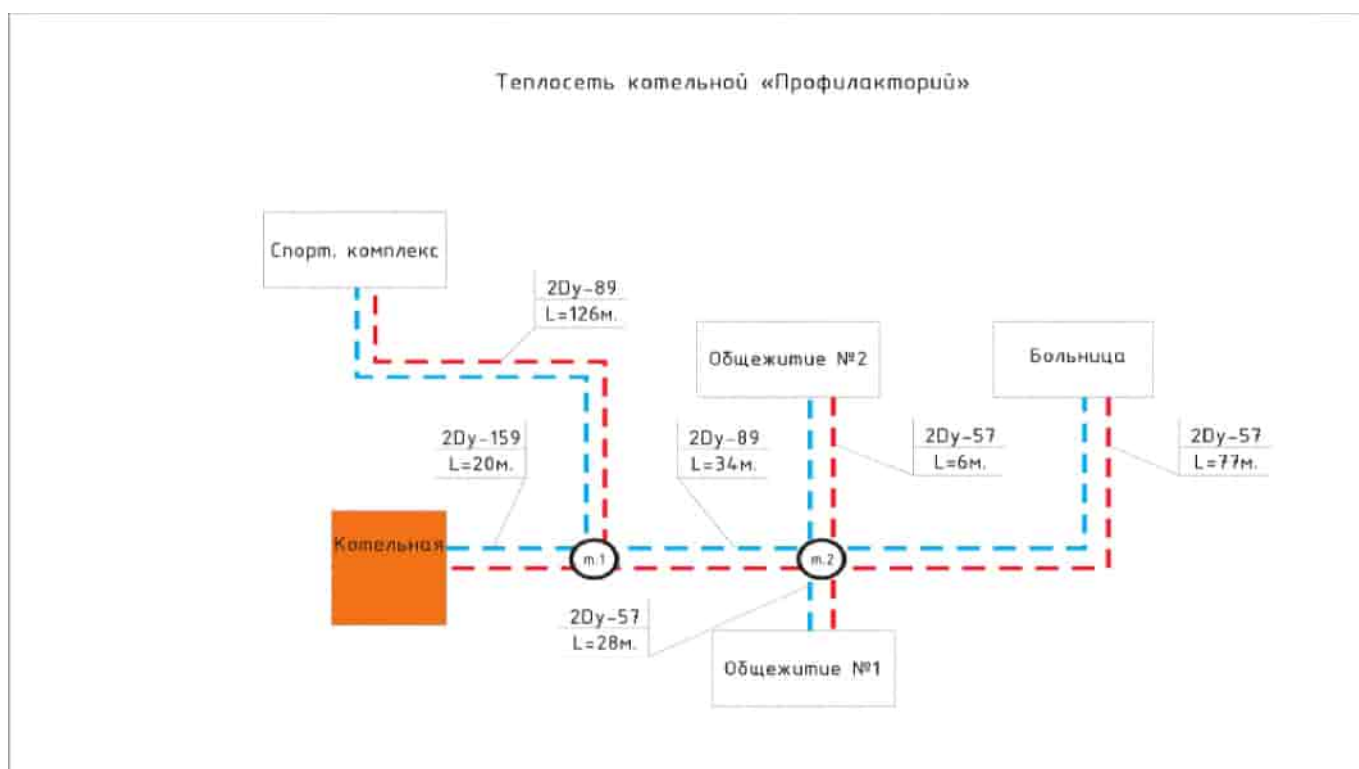 Теплосеть котельной «Профилакторий»
Спорт. комплекс
2Dy-89
L=126м.
Общежитие №2
Больница
2Dy-159
L=20м.
2Dy-89
L=34м.
2Dy-57
L=6м.
2Dy-57
L=77м.
Котельная
т.1
т.2
2Dy-57
L=28м.
Общежитие №1